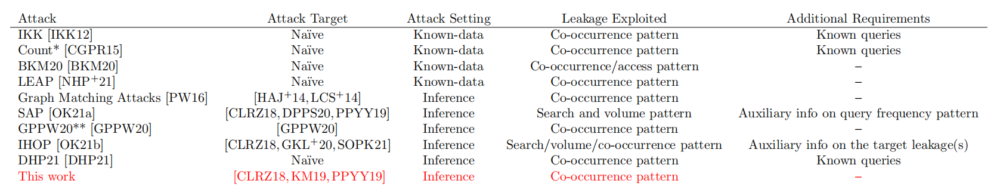 Attack Attack Target Attack Setting Leakage Exploited Additional Requirements
IKK [IKK12] Naïve Known-data Co-occurrence pattern Known queries
Count* [CGPR15] Naïve Known-data Co-occurrence pattern Known queries
BKM20 [BKM20] Naïve Known-data Co-occurrence/access pattern –
LEAP [NHP+21] Naïve Known-data Co-occurrence pattern –
Graph Matching Attacks [PW16] [HAJ+14, LCS+14] Inference Co-occurrence pattern –
SAP [OK21a] [CLRZ18, DPPS20, PPYY19] Inference Search and volume pattern Auxiliary info on query frequency pattern
GPPW20** [GPPW20] [GPPW20] Inference Co-occurrence pattern –
IHOP [OK21b] [CLRZ18, GKL+20, SOPK21] Inference Search/volume/co-occurrence pattern Auxiliary info on the target leakage(s)
DHP21 [DHP21] Naïve Inference Co-occurrence pattern Known queries
This work [CLRZ18, KM19, PPYY19] Inference Co-occurrence pattern –